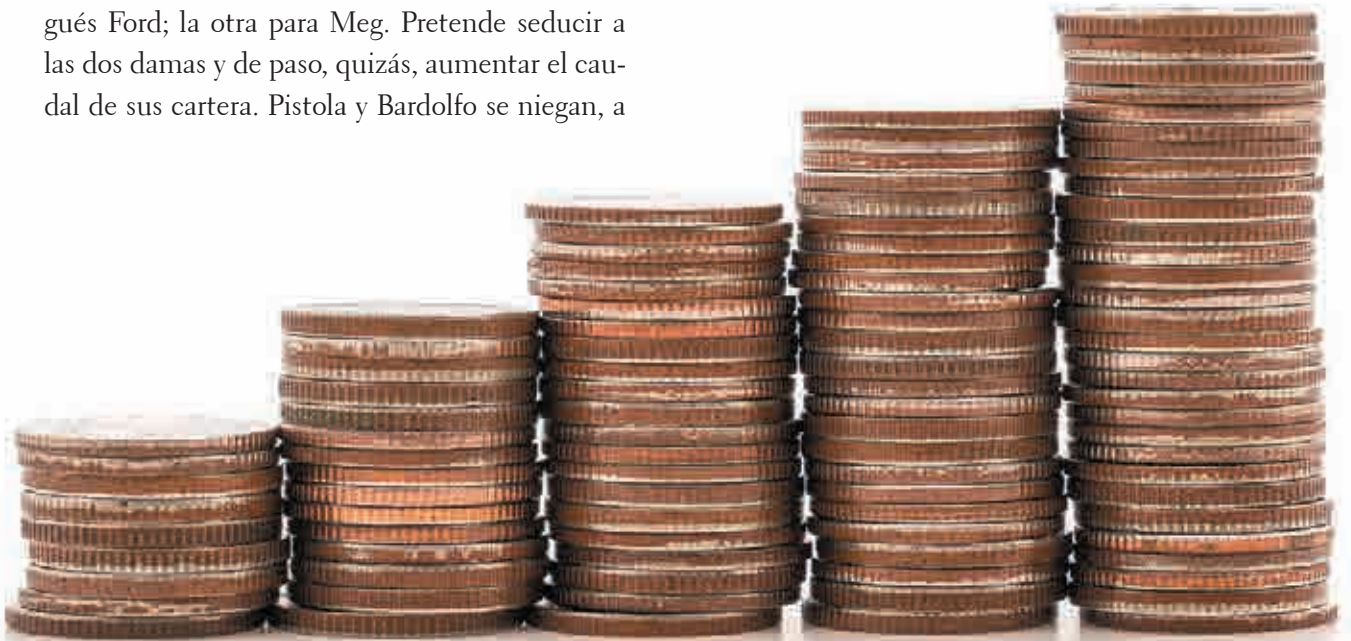 gués Ford; la otra para Meg. Pretende seducir a
las dos damas y de paso, quizás, aumentar el cau-
dal de sus cartera. Pistola y Bardolfo se niegan, a